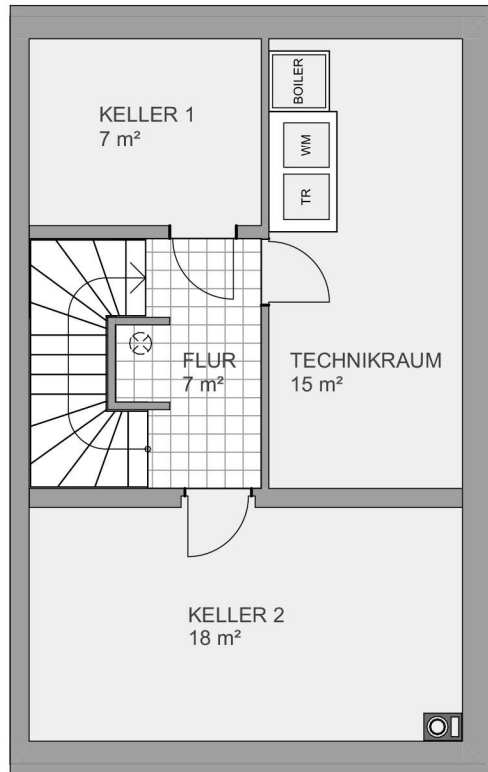 KELLER 1
7 m²
BOILER
WM
TR
FLUR
7 m²
TECHNIKRAUM
15 m²
KELLER 2
18 m²